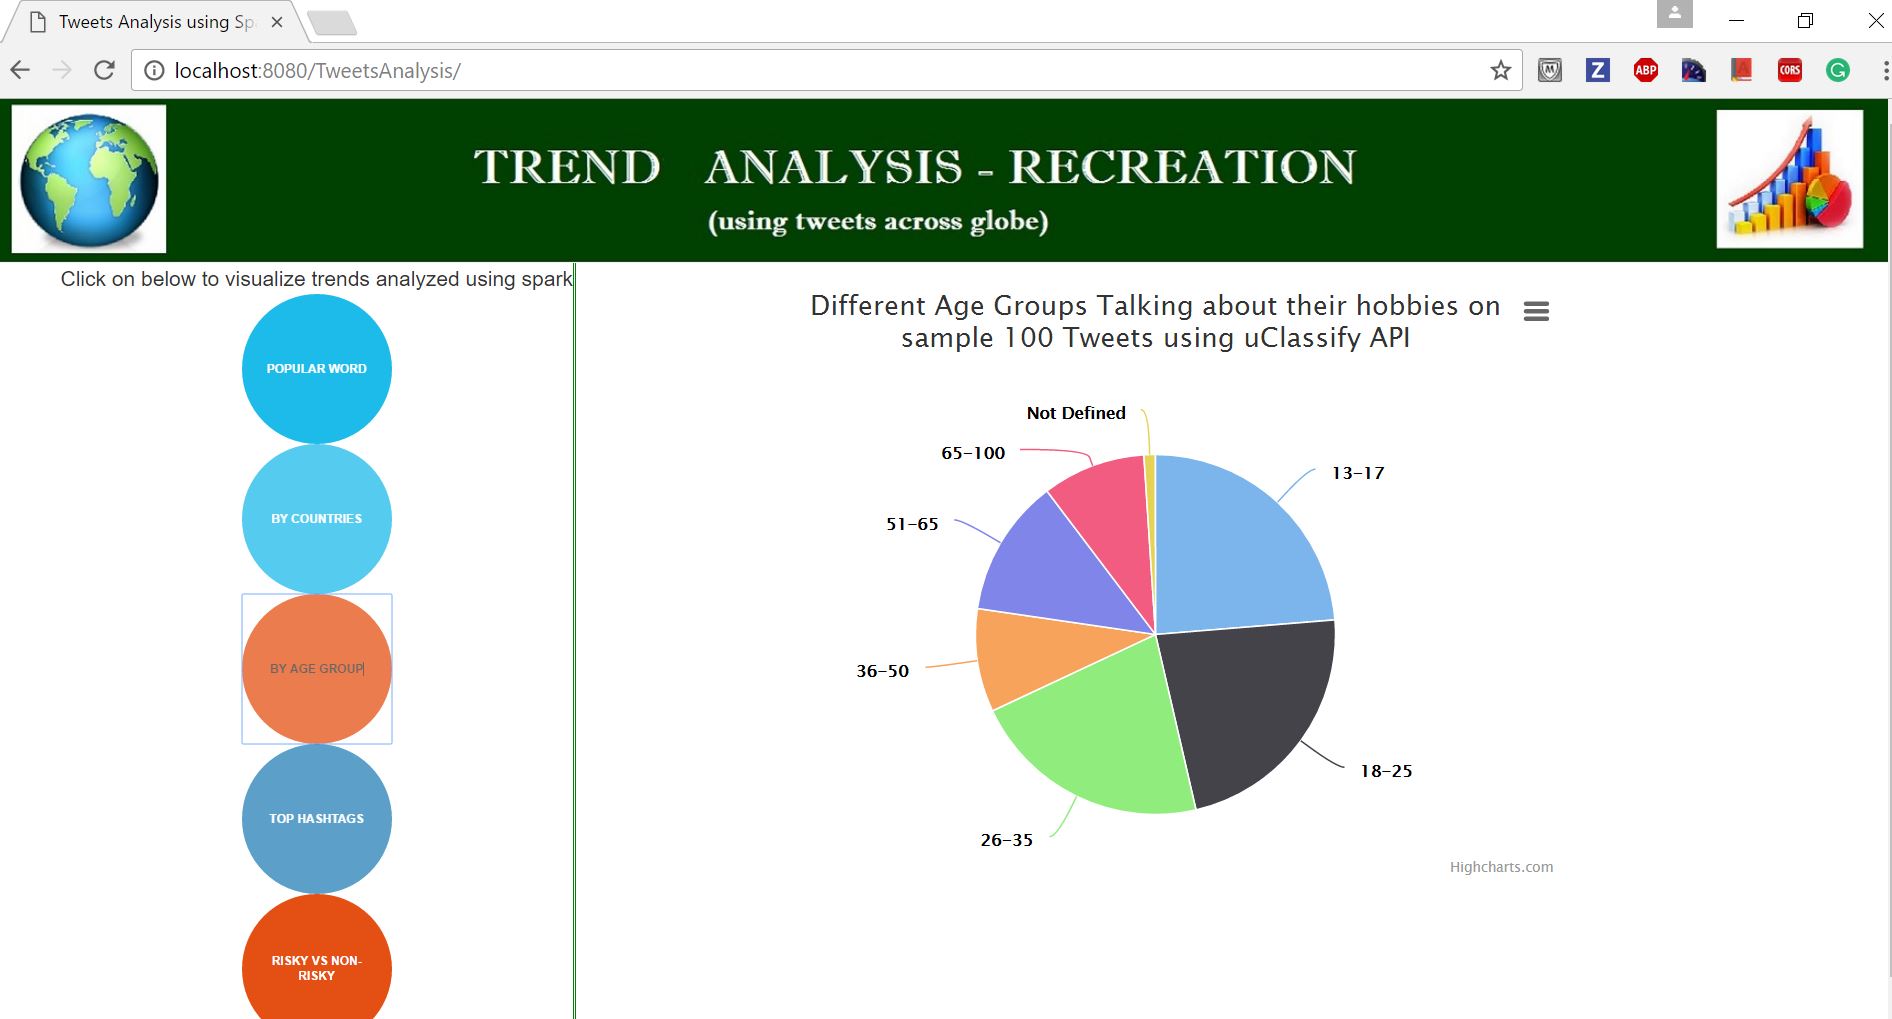 Tweets Analysis using Sp
localhost:8080/TweetsAnalysis/
M
Z
ABP
A
CORS
G
TREND ANALYSIS - RECREATION
(using tweets across globe)
Click on below to visualize trends analyzed using spark
POPULAR WORD
BY COUNTRIES
BY AGE GROUP
TOP HASHTAGS
RISKY VS NON-
RISKY
Different Age Groups Talking about their hobbies on
sample 100 Tweets using uClassify API
Not Defined
65-100
13-17
51-65
36-50
18-25
26-35
Highcharts.com